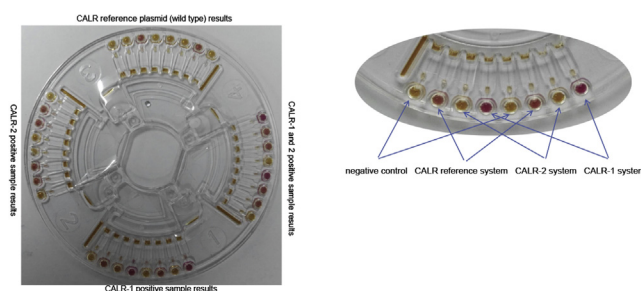 CALR reference plasmid (wild type) results
CALR-2 positive sample results
CALR-1 and 2 positive sample results
CALR-1 positive sample results
negative control CALR reference system CALR-2 system CALR-1 syster